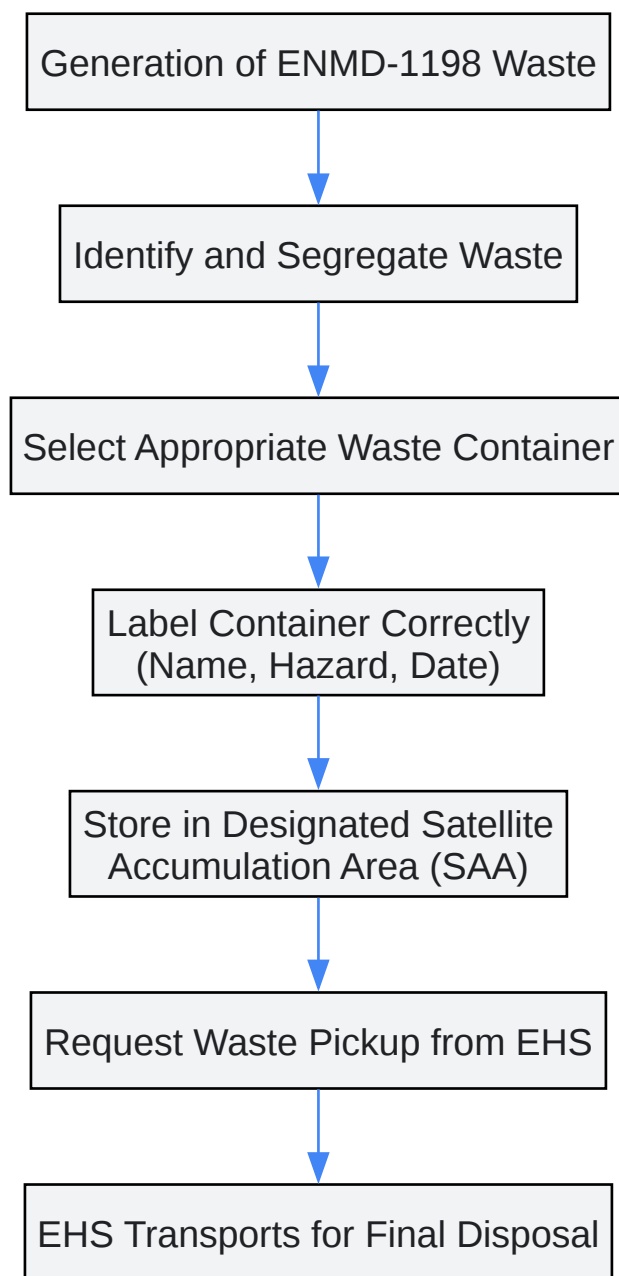 Generation of ENMD-1198 Waste
Identify and Segregate Waste
Select Appropriate Waste Container
Label Container Correctly
(Name, Hazard, Date)
Store in Designated Satellite
Accumulation Area (SAA)
Request Waste Pickup from EHS
EHS Transports for Final Disposal